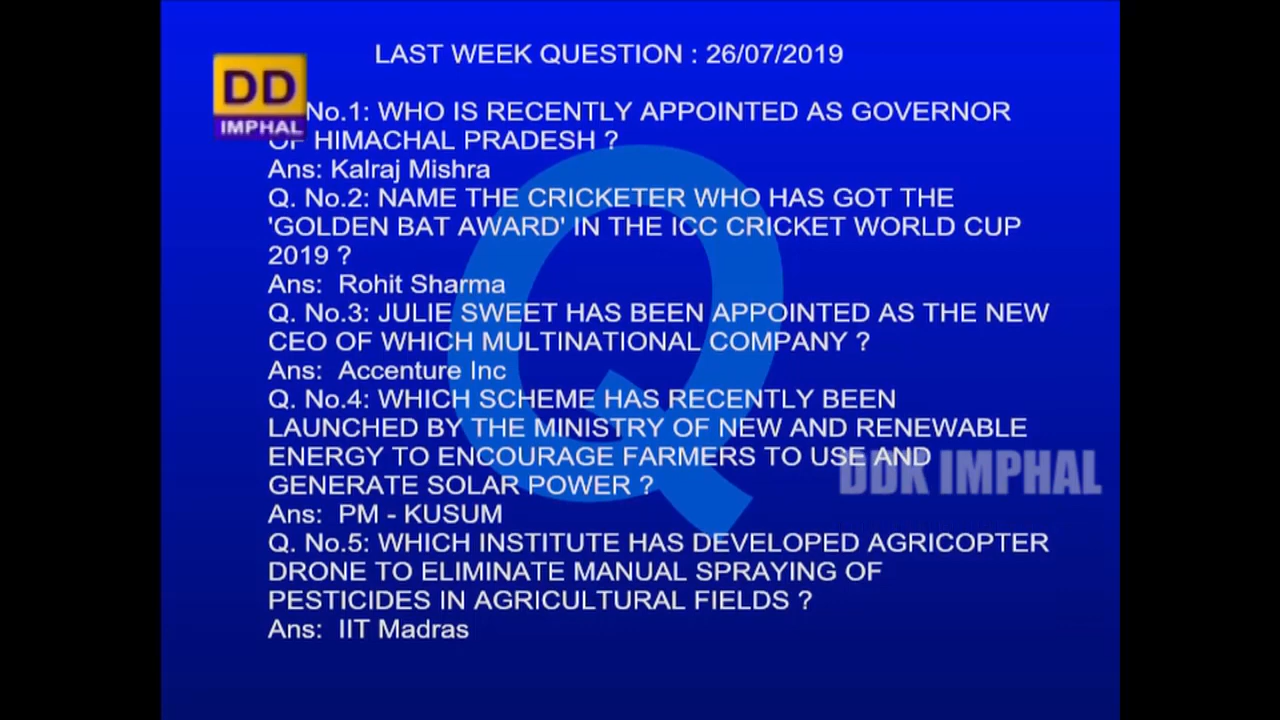 LAST WEEK QUESTION : 26/07/2019
DD
IMPHAL
No.1: WHO IS RECENTLY APPOINTED AS GOVERNOR
OF HIMACHAL PRADESH ?
Ans: Kalraj Mishra
Q. No.2: NAME THE CRICKETER WHO HAS GOT THE
'GOLDEN BAT AWARD' IN THE ICC CRICKET WORLD CUP
2019 ?
Ans: Rohit Sharma
Q. No.3: JULIE SWEET HAS BEEN APPOINTED AS THE NEW
CEO OF WHICH MULTINATIONAL COMPANY ?
Ans: Accenture Inc
Q. No.4: WHICH SCHEME HAS RECENTLY BEEN
LAUNCHED BY THE MINISTRY OF NEW AND RENEWABLE
ENERGY TO ENCOURAGE FARMERS TO USE AND
DDK IMPHAL
GENERATE SOLAR POWER ?
Ans: PM - KUSUM
Q. No.5: WHICH INSTITUTE HAS DEVELOPED AGRICOPTER
DRONE TO ELIMINATE MANUAL SPRAYING OF
PESTICIDES IN AGRICULTURAL FIELDS ?
Ans: IIT Madras